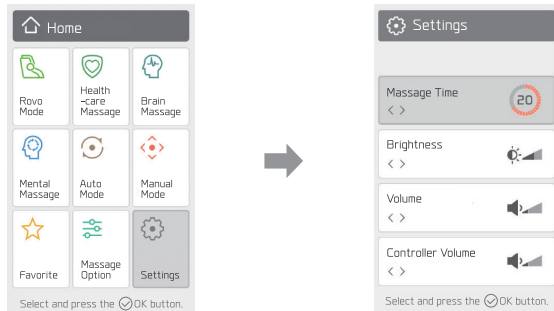 Home
Rovo
Mode
Health
-care
Massage
Brain
Massage
Mental
Massage
Auto
Mode
Manual
Mode
Favorite
Massage
Option
Settings
Select and press the OK button.
Settings
Massage Time
< >
20
Brightness
< >
Volume
< >
Controller Volume
< >
Select and press the OK button.